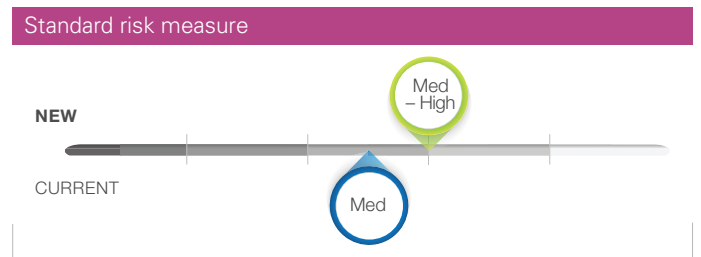 Standard risk measure
Med
– High
NEW
CURRENT
Med